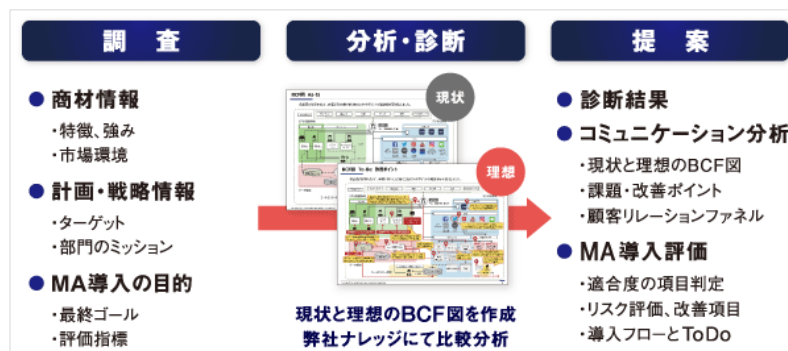 調 査
● 商材情報
・特徴、強み
・市場環境
● 計画・戦略情報
・ターゲット
・部門のミッション
● MA導入の目的
・最終ゴール
・評価指標
分析・診断
現状
理想
現状と理想のBCF図を作成
弊社ナレッジにて比較分析
提 案
● 診断結果
● コミュニケーション分析
・現状と理想のBCF図
・課題・改善ポイント
・顧客リレーションファネル
● MA導入評価
・適合度の項目判定
・リスク評価、改善項目
・導入フローとToDo